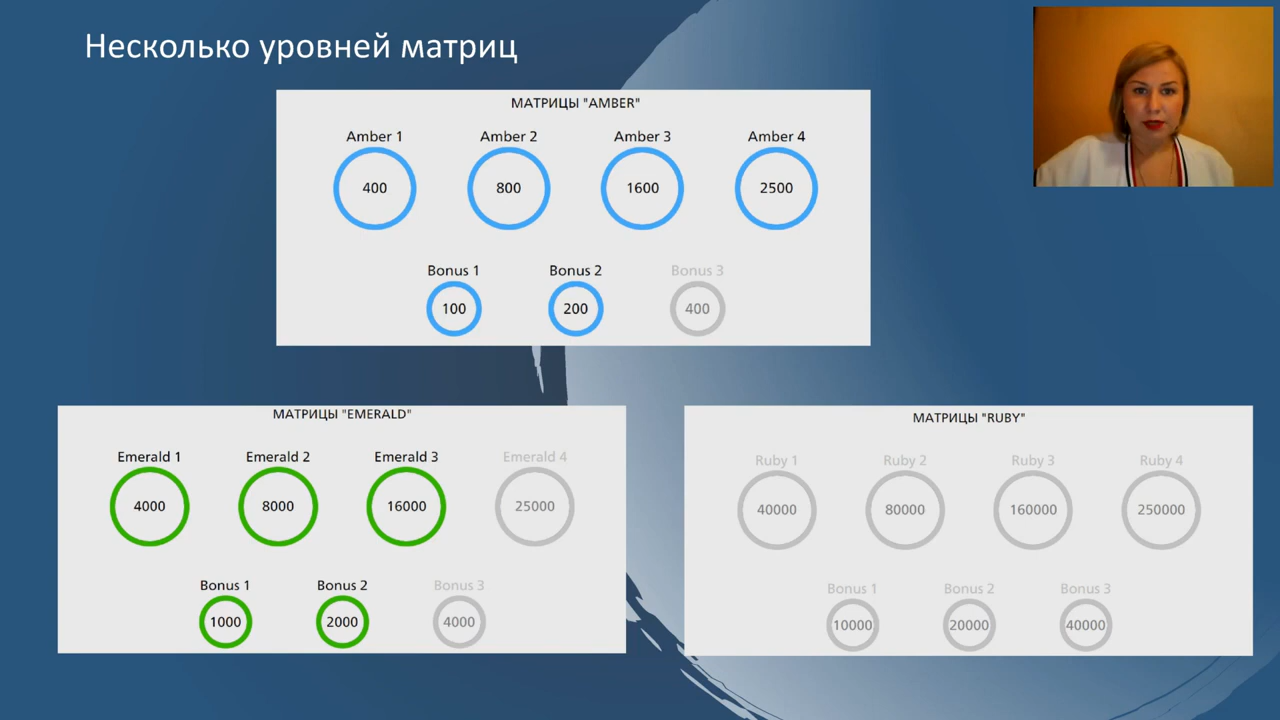 Несколько уровней матриц
МАТРИЦЫ "AMBER"
Amber 1 Amber 2 Amber 3 Amber 4
400 800 1600 2500
Bonus 1 Bonus 2 Bonus 3
100 200 400
МАТРИЦЫ "EMERALD"
Emerald 1 Emerald 2 Emerald 3 Emerald 4
4000 8000 16000 25000
Bonus 1 Bonus 2 Bonus 3
1000 2000 4000
МАТРИЦЫ "RUBY"
Ruby 1 Ruby 2 Ruby 3 Ruby 4
40000 80000 160000 250000
Bonus 1 Bonus 2 Bonus 3
10000 20000 40000